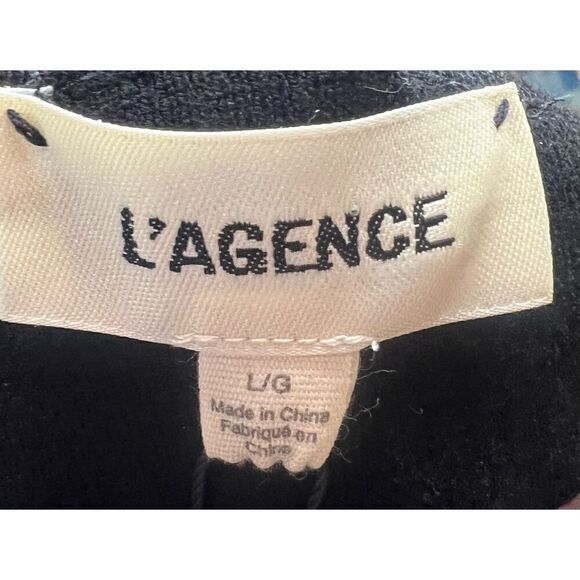 L'AGENCE
L/G
Made in China
Fabriqué en
Chine